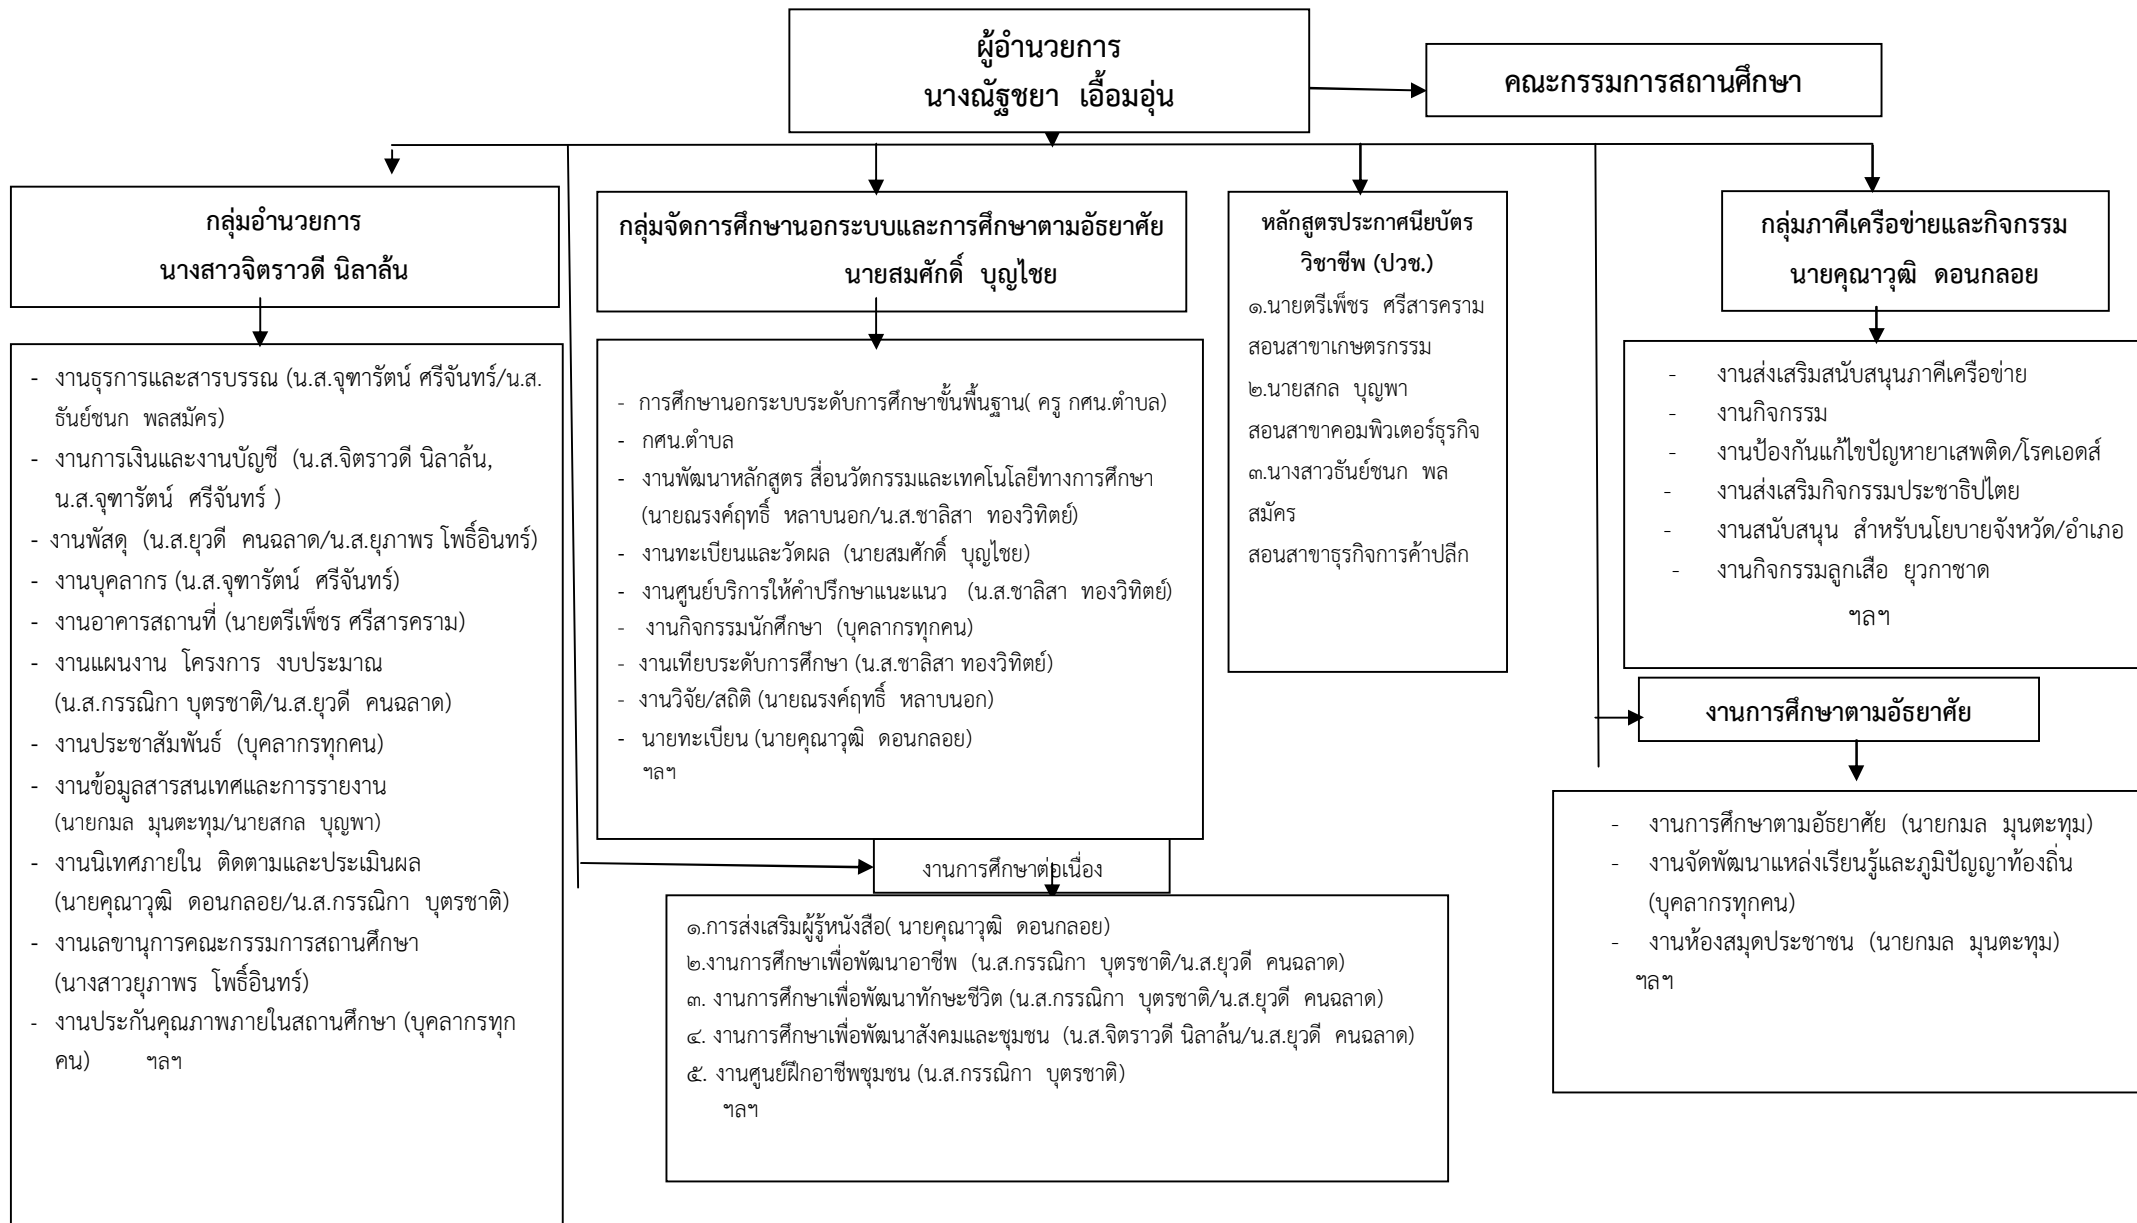 ผู้อำนวยการ
นางณัฐชยา เอื้อมอุ่น
คณะกรรมการสถานศึกษา
กลุ่มอำนวยการ
นางสาวจิตราวดี นิลาล้น
- งานธุรการและสารบรรณ (น.ส.จุฑารัตน์ ศรีจันทร์/น.ส.
ธันย์ชนก พลสมัคร)
- งานการเงินและงานบัญชี (น.ส.จิตราวดี นิลาล้น,
น.ส.จุฑารัตน์ ศรีจันทร์ )
- งานพัสดุ (น.ส.ยุวดี คนฉลาด/น.ส.ยุภาพร โพธิ์อินทร์)
- งานบุคลากร (น.ส.จุฑารัตน์ ศรีจันทร์)
- งานอาคารสถานที่ (นายตรีเพ็ชร ศรีสารคราม)
- งานแผนงาน โครงการ งบประมาณ
(น.ส.กรรณิกา บุตรชาติ/น.ส.ยุวดี คนฉลาด)
- งานประชาสัมพันธ์ (บุคลากรทุกคน)
- งานข้อมูลสารสนเทศและการรายงาน
(นายกมล มุนตะทุม/นายสกล บุญพา)
- งานนิเทศภายใน ติดตามและประเมินผล
(นายคุณาวุฒิ ดอนกลอย/น.ส.กรรณิกา บุตรชาติ)
- งานเลขานุการคณะกรรมการสถานศึกษา
(นางสาวยุภาพร โพธิ์อินทร์)
- งานประกันคุณภาพภายในสถานศึกษา (บุคลากรทุก
คน) ฯลฯ
กลุ่มจัดการศึกษานอกระบบและการศึกษาตามอัธยาศัย
นายสมศักดิ์ บุญไชย
- การศึกษานอกระบบระดับการศึกษาขั้นพื้นฐาน( ครู กศน.ตำบล)
- กศน.ตำบล
- งานพัฒนาหลักสูตร สื่อนวัตกรรมและเทคโนโลยีทางการศึกษา
(นายณรงค์ฤทธิ์ หลาบนอก/น.ส.ชาลิสา ทองวิทิตย์)
- งานทะเบียนและวัดผล (นายสมศักดิ์ บุญไชย)
- งานศูนย์บริการให้คำปรึกษาแนะแนว (น.ส.ชาลิสา ทองวิทิตย์)
- งานกิจกรรมนักศึกษา (บุคลากรทุกคน)
- งานเทียบระดับการศึกษา (น.ส.ชาลิสา ทองวิทิตย์)
- งานวิจัย/สถิติ (นายณรงค์ฤทธิ์ หลาบนอก)
- นายทะเบียน (นายคุณาวุฒิ ดอนกลอย)
ฯลฯ
งานการศึกษาต่อเนื่อง
๑.การส่งเสริมผู้รู้หนังสือ( นายคุณาวุฒิ ดอนกลอย)
๒.งานการศึกษาเพื่อพัฒนาอาชีพ (น.ส.กรรณิกา บุตรชาติ/น.ส.ยุวดี คนฉลาด)
๓. งานการศึกษาเพื่อพัฒนาทักษะชีวิต (น.ส.กรรณิกา บุตรชาติ/น.ส.ยุวดี คนฉลาด)
๔. งานการศึกษาเพื่อพัฒนาสังคมและชุมชน (น.ส.จิตราวดี นิลาล้น/น.ส.ยุวดี คนฉลาด)
๕. งานศูนย์ฝึกอาชีพชุมชน (น.ส.กรรณิกา บุตรชาติ)
ฯลฯ
หลักสูตรประกาศนียบัตร
วิชาชีพ (ปวช.)
๑.นายตรีเพ็ชร ศรีสารคราม
สอนสาขาเกษตรกรรม
๒.นายสกล บุญพา
สอนสาขาคอมพิวเตอร์ธุรกิจ
๓.นางสาวธันย์ชนก พล
สมัคร
สอนสาขาธุรกิจการค้าปลีก
กลุ่มภาคีเครือข่ายและกิจกรรม
นายคุณาวุฒิ ดอนกลอย
- งานส่งเสริมสนับสนุนภาคีเครือข่าย
- งานกิจกรรม
- งานป้องกันแก้ไขปัญหายาเสพติด/โรคเอดส์
- งานส่งเสริมกิจกรรมประชาธิปไตย
- งานสนับสนุน สำหรับนโยบายจังหวัด/อำเภอ
- งานกิจกรรมลูกเสือ ยุวกาชาด
ฯลฯ
งานการศึกษาตามอัธยาศัย
- งานการศึกษาตามอัธยาศัย (นายกมล มุนตะทุม)
- งานจัดพัฒนาแหล่งเรียนรู้และภูมิปัญญาท้องถิ่น
(บุคลากรทุกคน)
- งานห้องสมุดประชาชน (นายกมล มุนตะทุม)
ฯลฯ